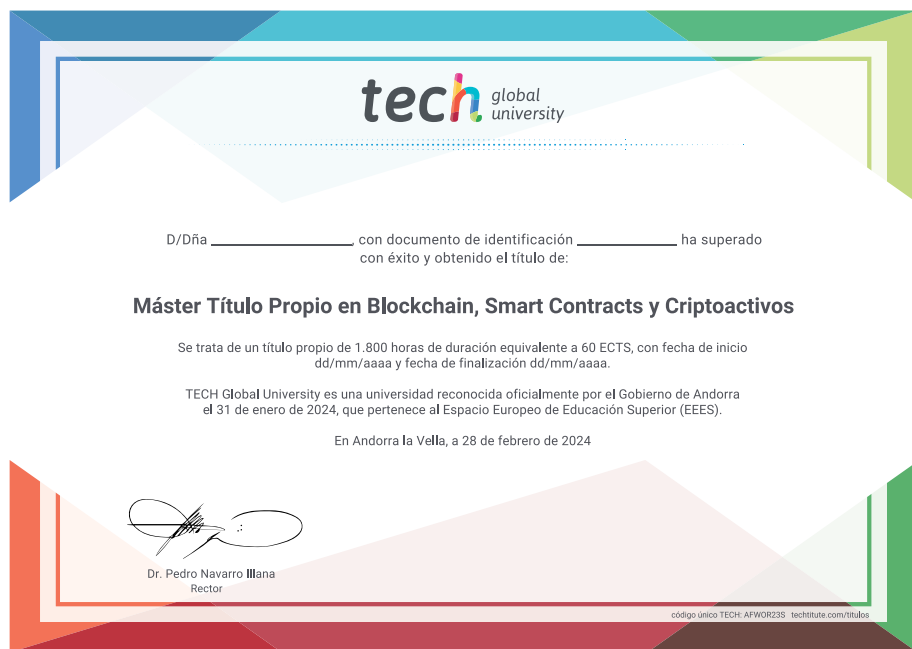 tech global university
D/Dña ________________, con documento de identificación ____________ ha superado
con éxito y obtenido el título de:
Máster Título Propio en Blockchain, Smart Contracts y Criptoactivos
Se trata de un título propio de 1.800 horas de duración equivalente a 60 ECTS, con fecha de inicio
dd/mm/aaaa y fecha de finalización dd/mm/aaaa.
TECH Global University es una universidad reconocida oficialmente por el Gobierno de Andorra
el 31 de enero de 2024, que pertenece al Espacio Europeo de Educación Superior (EEES).
En Andorra la Vella, a 28 de febrero de 2024
Dr. Pedro Navarro Illana
Rector
código único TECH: AFWOR23S techtitute.com/titulos